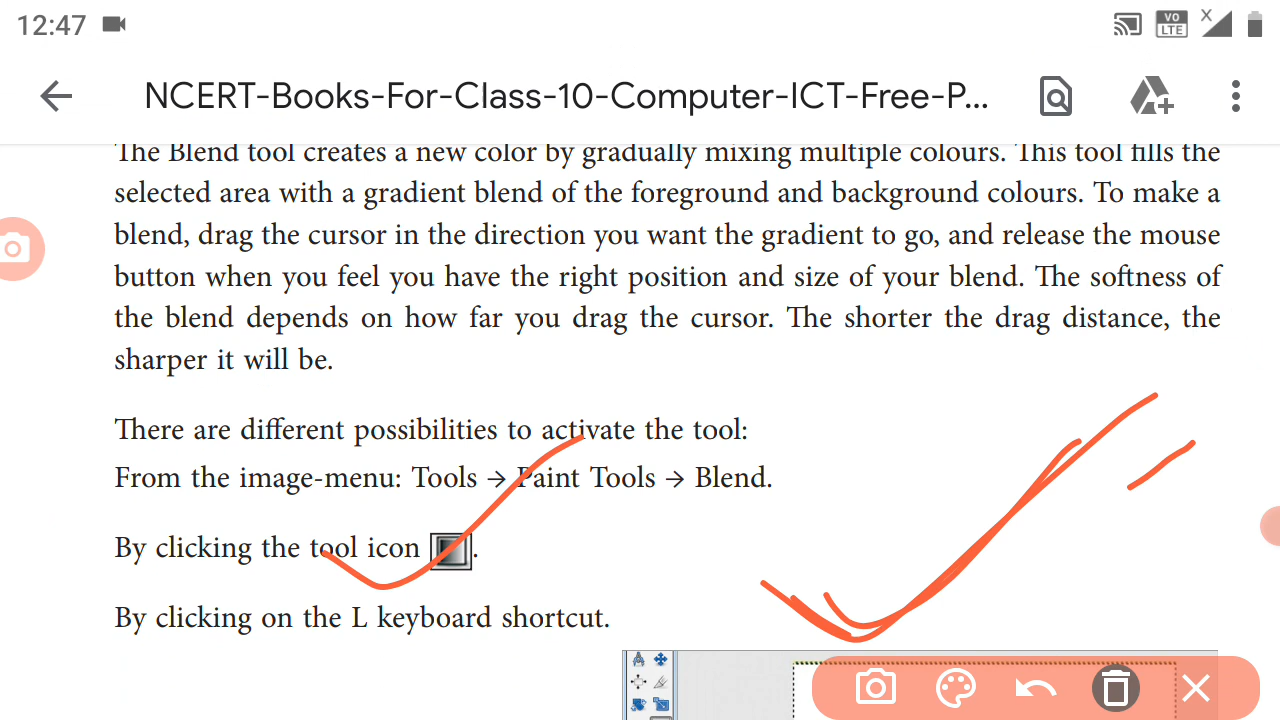 12:47 VO LTE X
NCERT-Books-For-Class-10-Computer-ICT-Free-P...
The Blend tool creates a new color by gradually mixing multiple colours. This tool fills the
selected area with a gradient blend of the foreground and background colours. To make a
blend, drag the cursor in the direction you want the gradient to go, and release the mouse
button when you feel you have the right position and size of your blend. The softness of
the blend depends on how far you drag the cursor. The shorter the drag distance, the
sharper it will be.
There are different possibilities to activate the tool:
From the image-menu: Tools → Paint Tools → Blend.
By clicking the tool icon .
By clicking on the L keyboard shortcut.